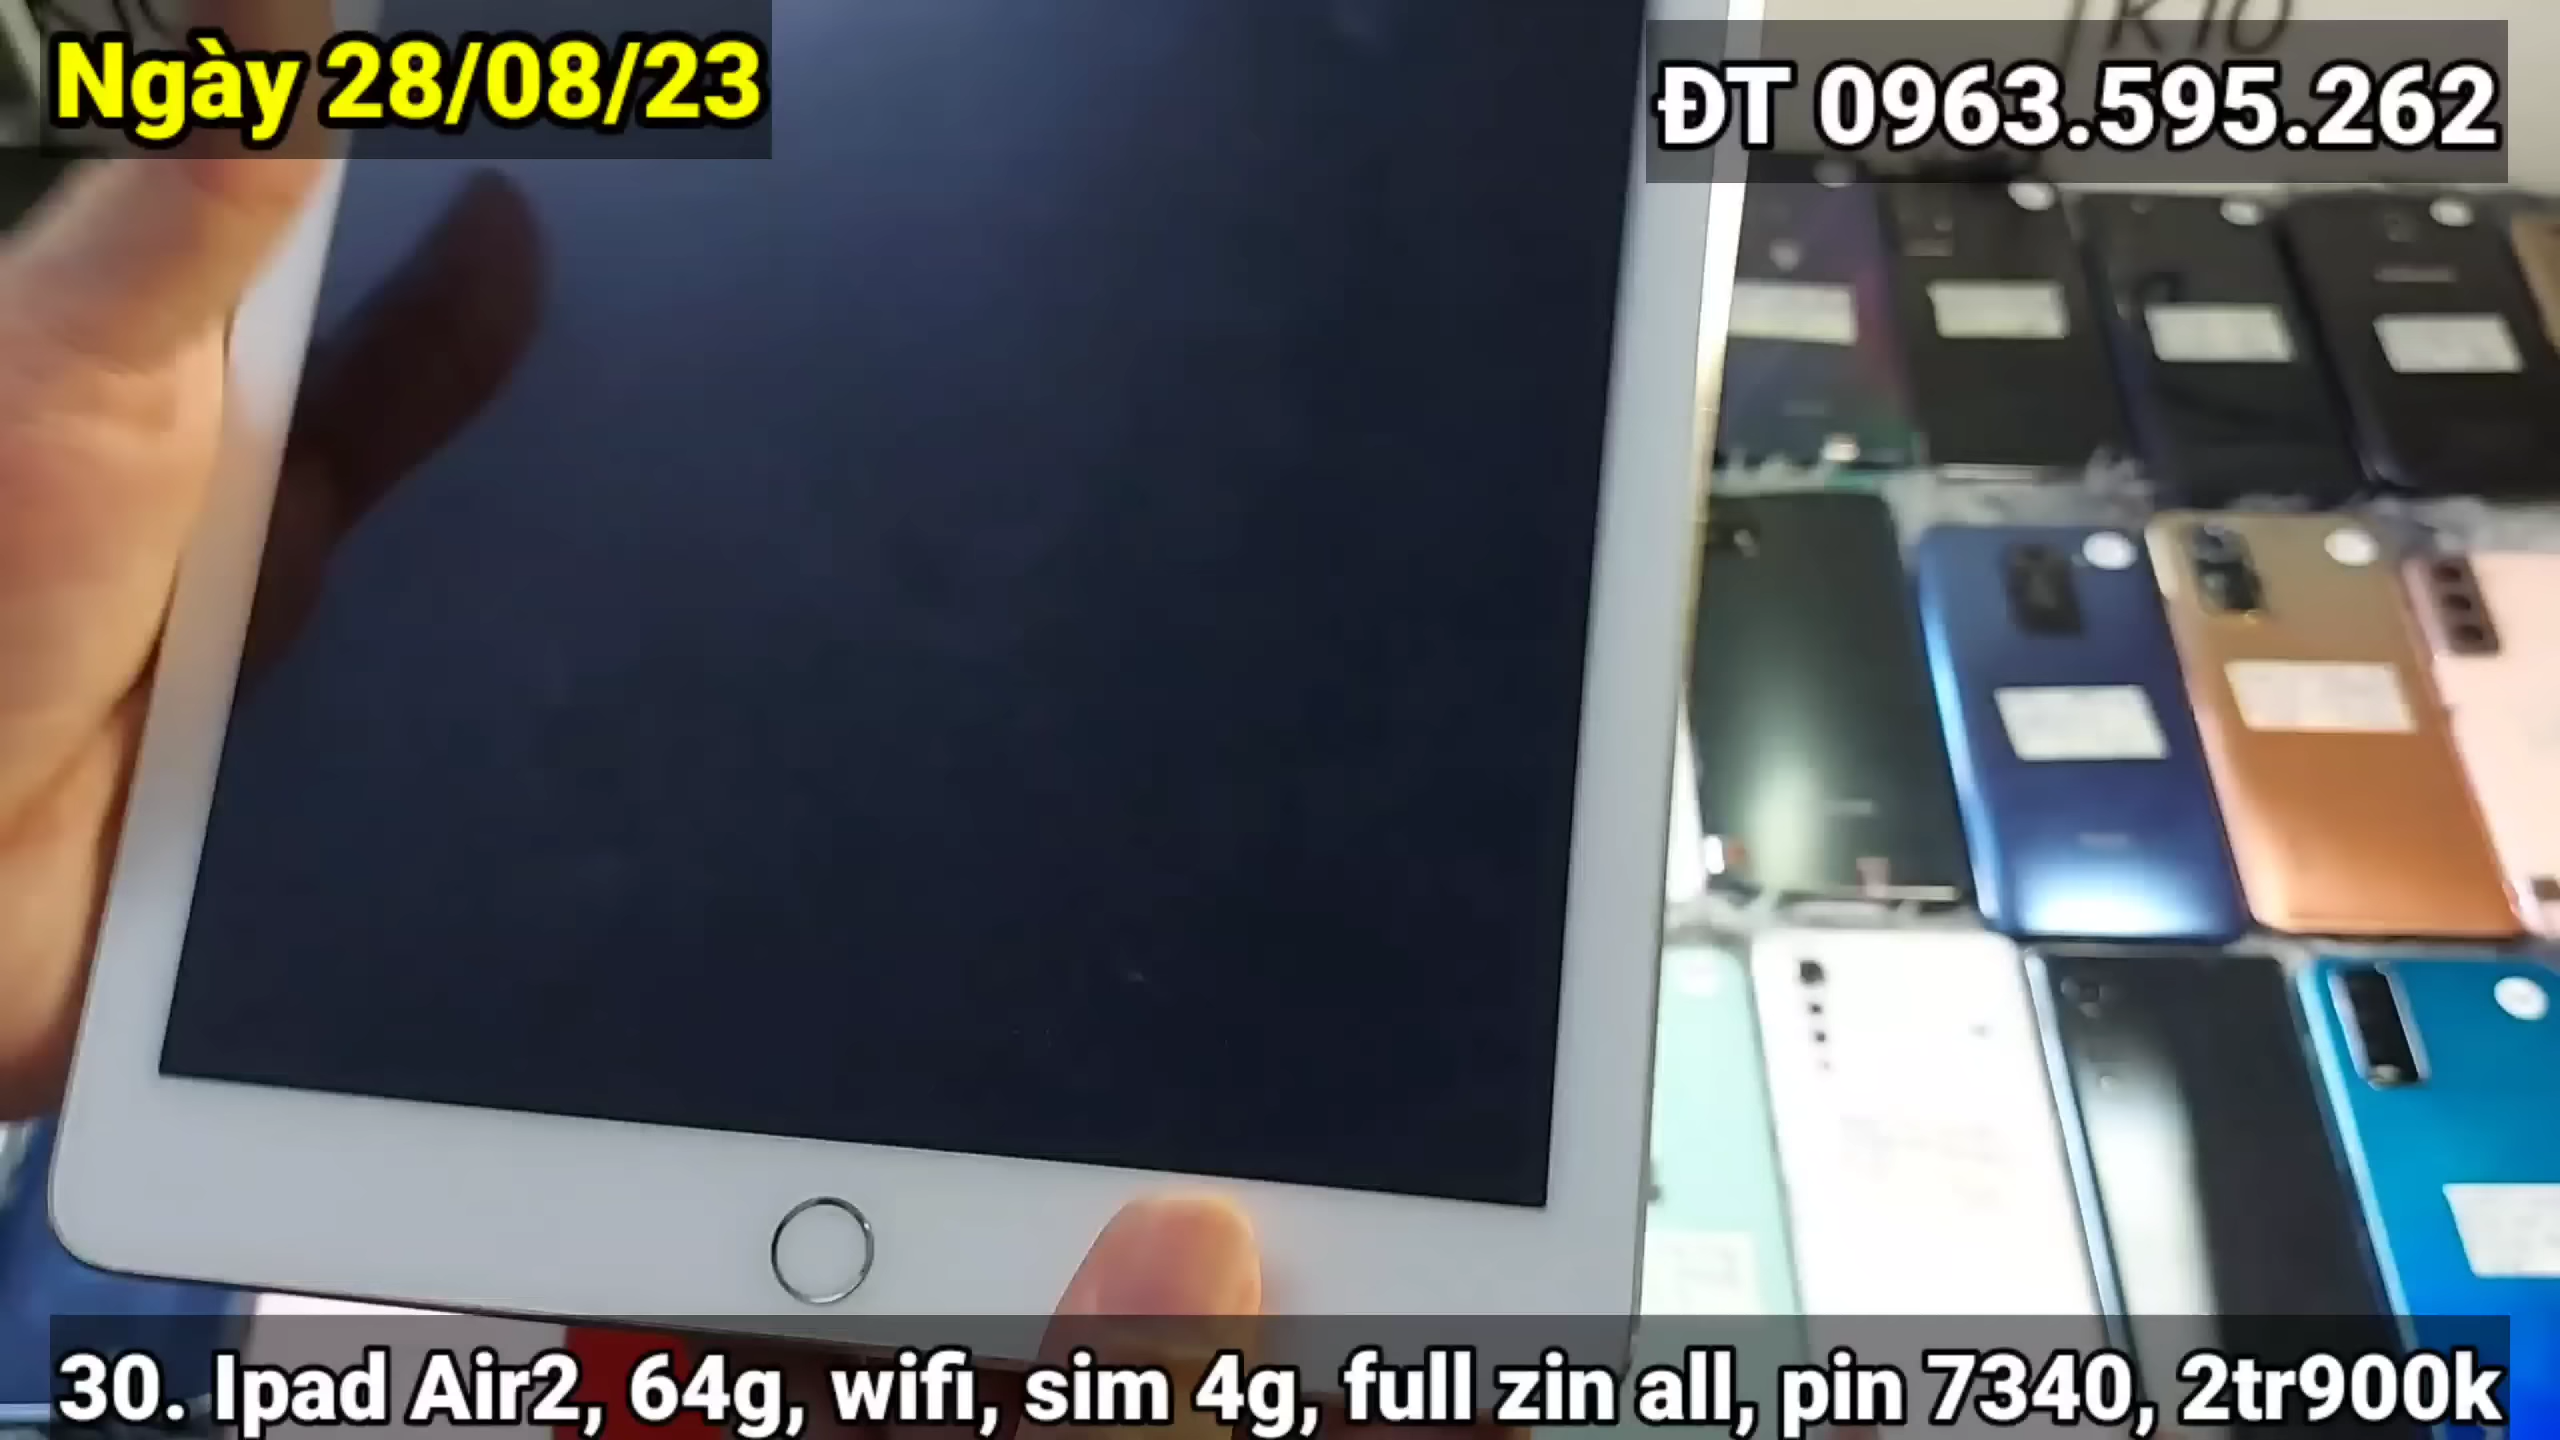 Ngày 28/08/23
ĐT 0963.595.262
30. Ipad Air2, 64g, wifi, sim 4g, full zin all, pin 7340, 2tr900k